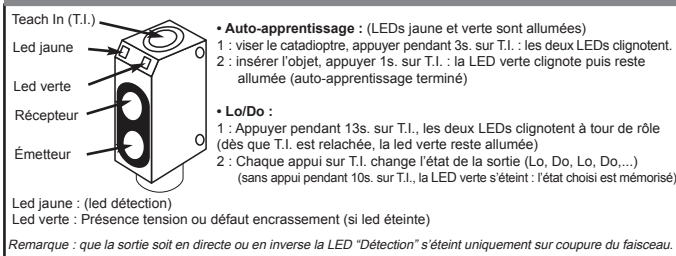 Teach In (T.I.)
Led jaune
Led verte
Récepteur
Émetteur
• Auto-apprentissage : (LEDs jaune et verte sont allumées)
1 : viser le catadioptre, appuyer pendant 3s. sur T.I. : les deux LEDs clignotent.
2 : insérer l'objet, appuyer 1s. sur T.I. : la LED verte clignote puis reste
allumée (auto-apprentissage terminé)
• Lo/Do :
1 : Appuyer pendant 13s. sur T.I., les deux LEDs clignotent à tour de rôle
(dès que T.I. est relachée, la led verte reste allumée)
2 : Chaque appui sur T.I. change l'état de la sortie (Lo, Do, Lo, Do,...)
(sans appui pendant 10s. sur T.I., la LED verte s'éteint : l'état choisi est mémorisé)
Led jaune : (led détection)
Led verte : Présence tension ou défaut encrassement (si led éteinte)
Remarque : que la sortie soit en directe ou en inverse la LED “Détection” s'éteint uniquement sur coupure du faisceau.